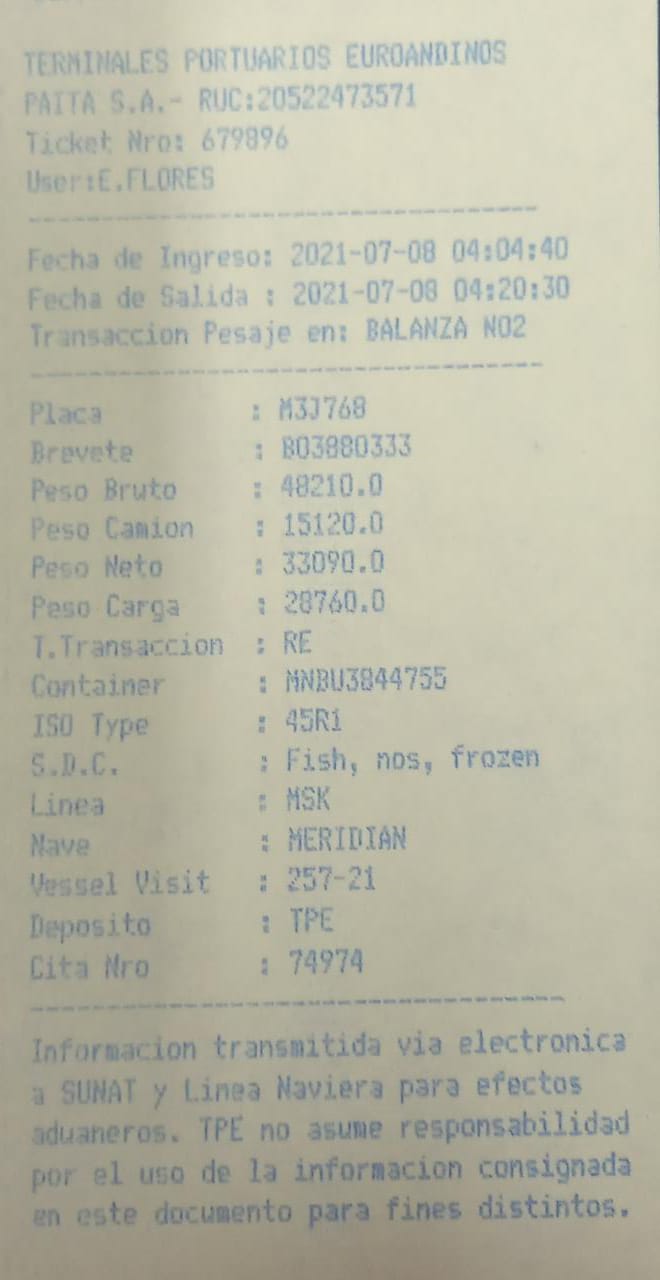 TERMINALES PORTUARIOS EUROANDINOS
PAITA S.A.- RUC:20522473571
Ticket Nro: 679896
User:E.FLORES
Fecha de Ingreso: 2021-07-08 04:04:40
Fecha de Salida : 2021-07-08 04:20:30
Transaccion Pesaje en: BALANZA NO2
Placa : M3J768
Brevete : B03880333
Peso Bruto : 48210.0
Peso Camion : 15120.0
Peso Neto : 33090.0
Peso Carga : 28760.0
T.Transaccion : RE
Container : MNBU3844755
ISO Type : 45R1
S.D.C. : Fish, nos, frozen
Linea : MSK
Nave : MERIDIAN
Vessel Visit : 257-21
Deposito : TPE
Cita Nro : 74974
Informacion transmitida via electronica
a SUNAT y Linea Naviera para efectos
aduaneros. TPE no asume responsabilidad
por el uso de la informacion consignada
en este documento para fines distintos.